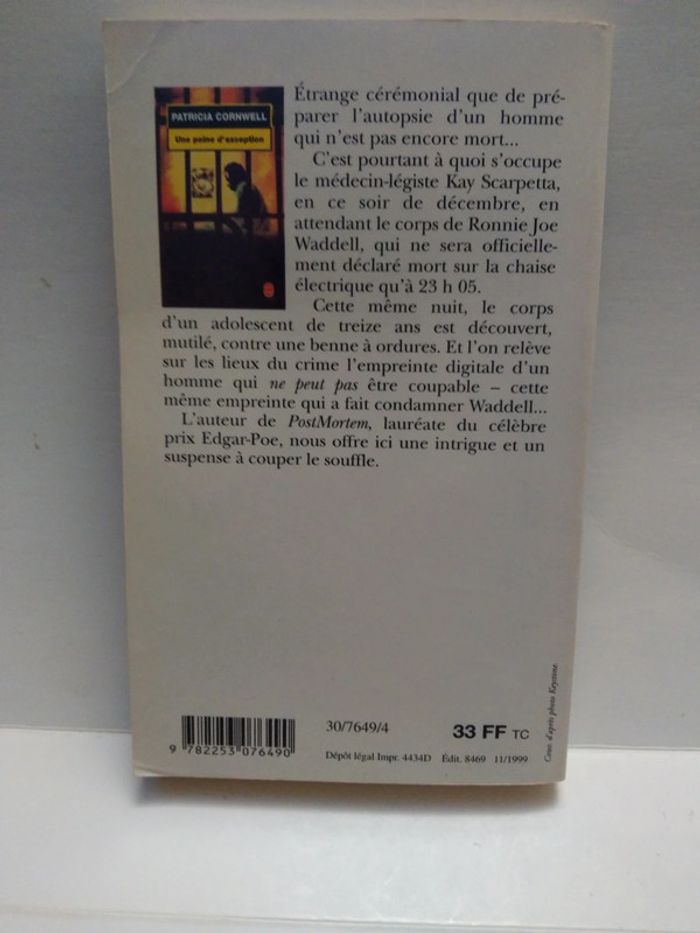 PATRICIA CORNWELL
Une peine d'exception
Étrange cérémonial que de pré-
parer l'autopsie d'un homme
qui n'est pas encore mort...
C'est pourtant à quoi s'occupe
le médecin-légiste Kay Scarpetta,
en ce soir de décembre, en
attendant le corps de Ronnie Joe
Waddell, qui ne sera officielle-
ment déclaré mort sur la chaise
électrique qu'à 23 h 05.
Cette même nuit, le corps
d'un adolescent de treize ans est découvert,
mutilé, contre une benne à ordures. Et l'on relève
sur les lieux du crime l'empreinte digitale d'un
homme qui ne peut pas être coupable – cette
même empreinte qui a fait condamner Waddell...
L'auteur de PostMortem, lauréate du célèbre
prix Edgar-Poe, nous offre ici une intrigue et un
suspense à couper le souffle.
Couv. d'après photo Keystone.
30/7649/4
33 FF TC
9 782253 076490
Dépôt légal Impr. 4434D Édit. 8469 11/1999